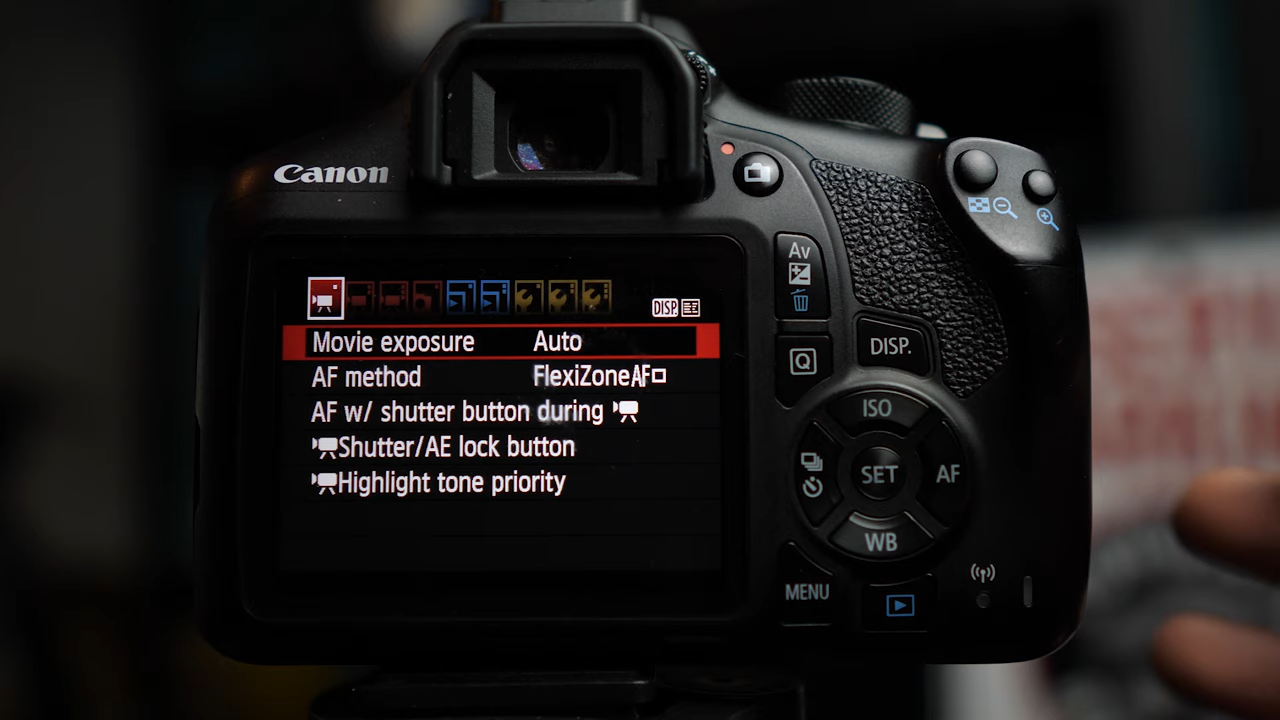 Canon
DISP.
Movie exposure Auto
AF method FlexiZoneAF
AF w/ shutter button during
Shutter/AE lock button
Highlight tone priority
Av
Q
DISP.
ISO
SET
AF
WB
MENU